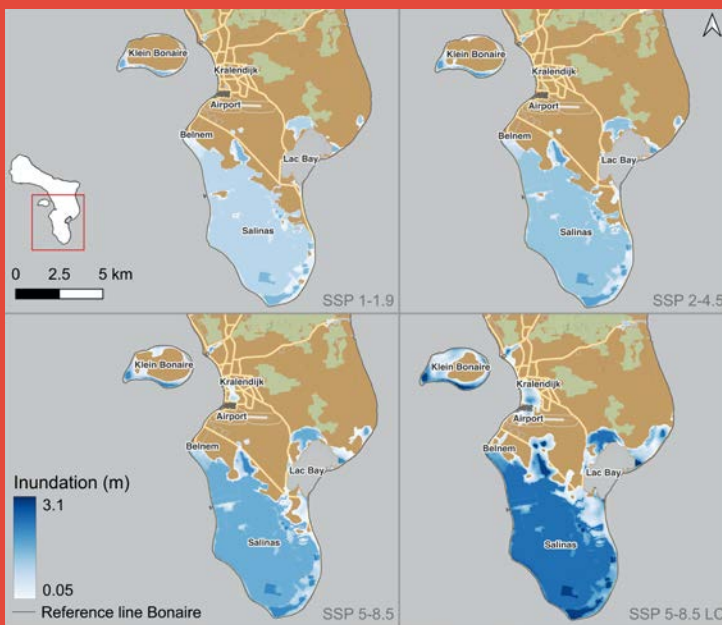 Klein Bonaire
Kralendijk
Airport
Belnem
Lac Bay
Salinas
0 2.5 5 km
SSP 1-1.9
Klein Bonaire
Kralendijk
Airport
Belnem
Lac Bay
Salinas
SSP 2-4.5
Klein Bonaire
Kralendijk
Airport
Belnem
Lac Bay
Salinas
Inundation (m)
3.1
0.05
Reference line Bonaire
SSP 5-8.5
Klein Bonaire
Kralendijk
Airport
Belnem
Lac Bay
Salinas
SSP 5-8.5 LC